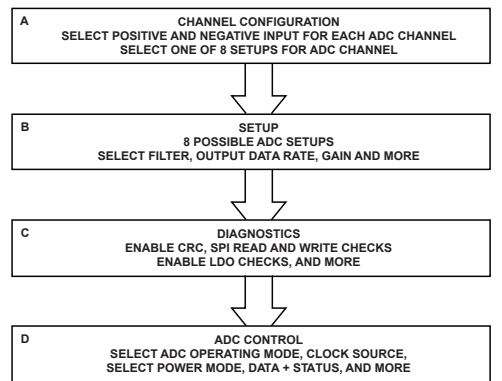 A
CHANNEL CONFIGURATION
SELECT POSITIVE AND NEGATIVE INPUT FOR EACH ADC CHANNEL
SELECT ONE OF 8 SETUPS FOR ADC CHANNEL
B
SETUP
8 POSSIBLE ADC SETUPS
SELECT FILTER, OUTPUT DATA RATE, GAIN AND MORE
C
DIAGNOSTICS
ENABLE CRC, SPI READ AND WRITE CHECKS
ENABLE LDO CHECKS, AND MORE
D
ADC CONTROL
SELECT ADC OPERATING MODE, CLOCK SOURCE,
SELECT POWER MODE, DATA + STATUS, AND MORE